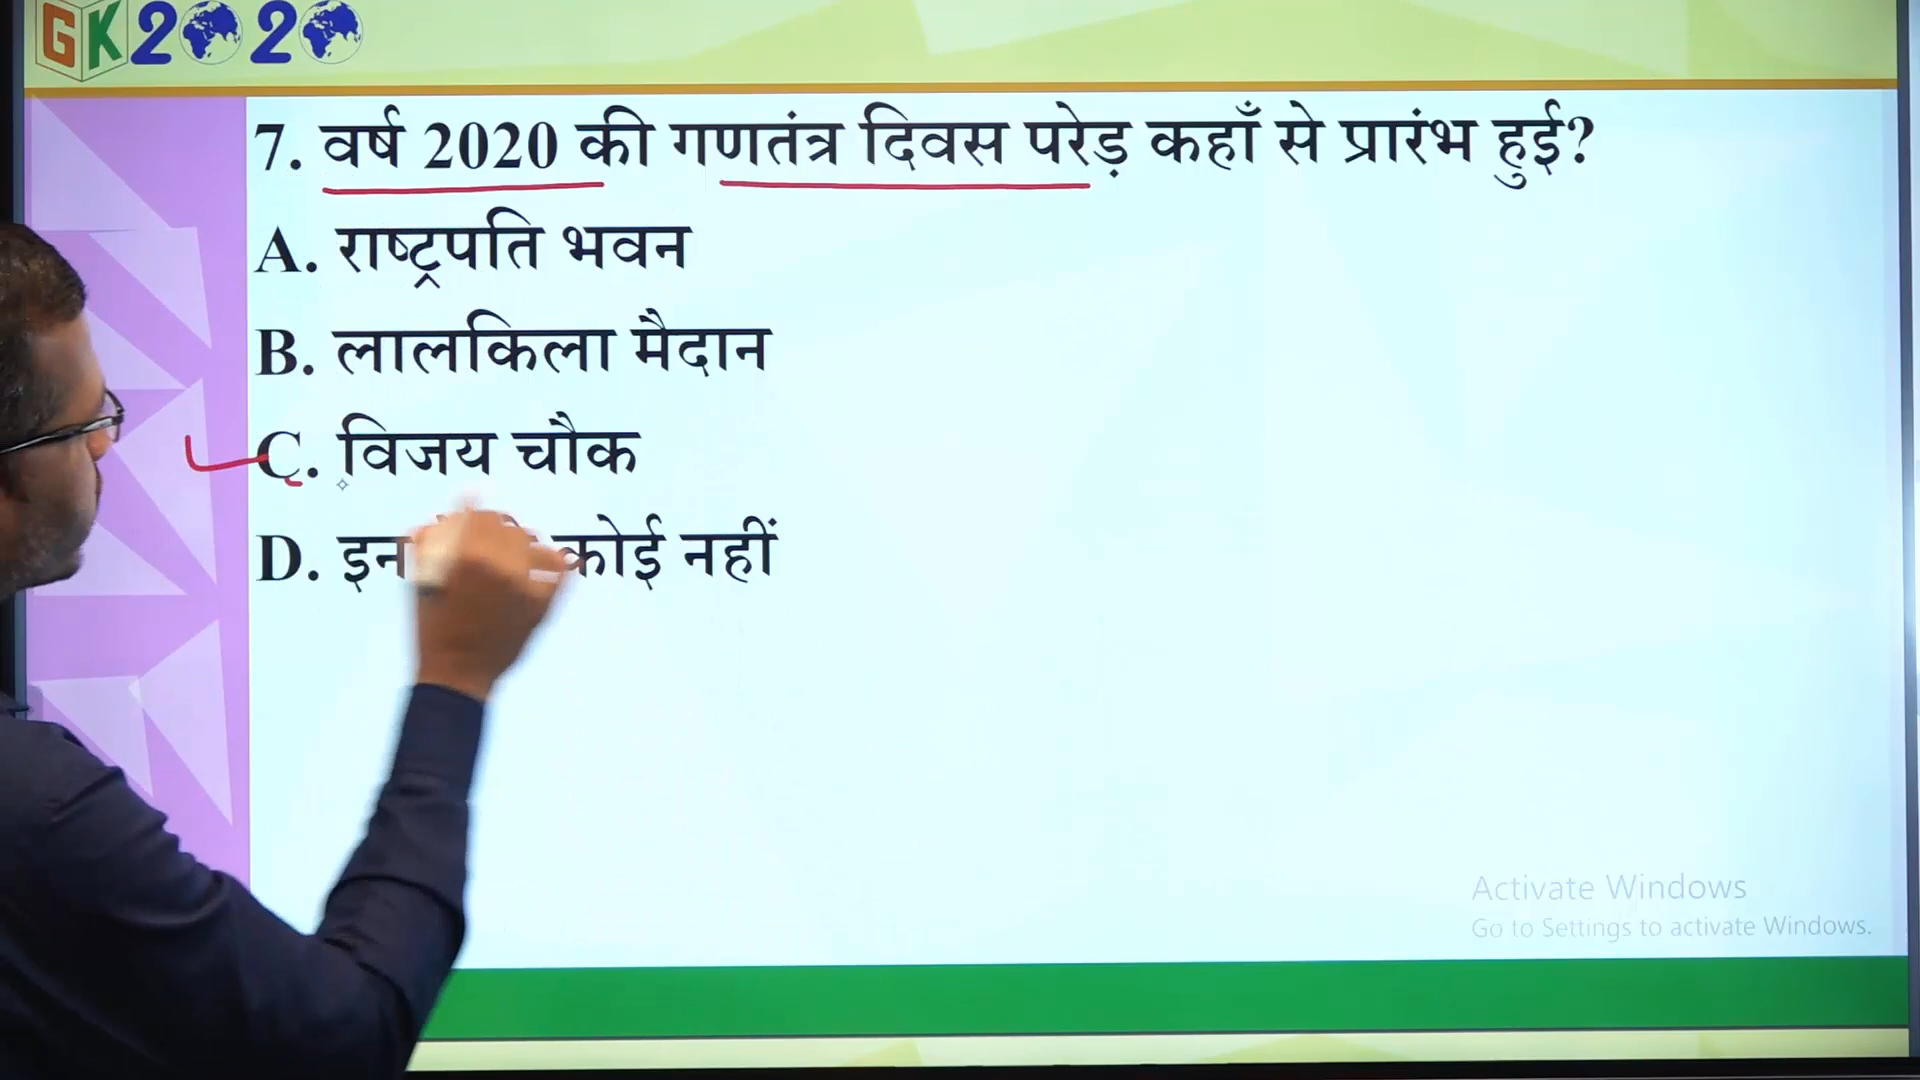 GK2020
7. वर्ष 2020 की गणतंत्र दिवस परेड़ कहाँ से प्रारंभ हुई?
A. राष्ट्रपति भवन
B. लालकिला मैदान
C. विजय चौक
D. इन कोई नहीं
Activate Windows
Go to Settings to activate Windows.